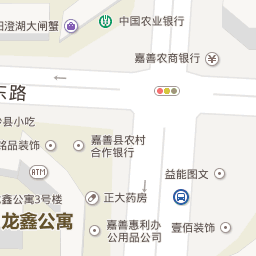 中国农业银行
阳澄湖大闸蟹
嘉善农商银行
东路
县小吃
铭品装饰
嘉善县农村
合作银行
益能图文
ATM
龙鑫公寓3号楼
正大药房
龙鑫公寓
嘉善惠利办
公用品公司
壹佰装饰